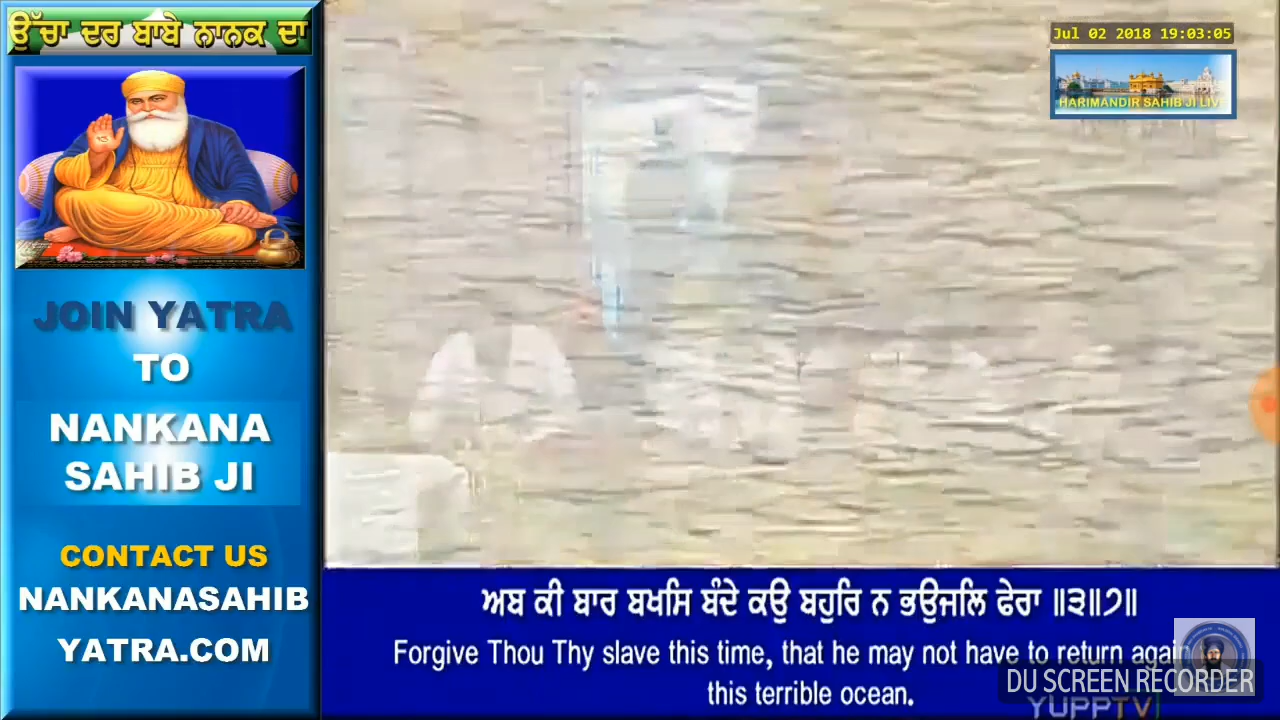 ਉੱਚਾ ਦਰ ਬਾਬੇ ਨਾਨਕ ਦਾ
JOIN YATRA
TO
NANKANA
SAHIB JI
CONTACT US
NANKANASAHIB
YATRA.COM
Jul 02 2018 19:03:05
HARIMANDIR SAHIB JI LIVE
ਅਬ ਕੀ ਬਾਰ ਬਖਸਿ ਬੰਦੇ ਕਉ ਬਹੁਰਿ ਨ ਭਉਜਲਿ ਫੇਰਾ ॥੩॥੭॥
Forgive Thou Thy slave this time, that he may not have to return again
this terrible ocean.
DU SCREEN RECORDER
YUPPTV